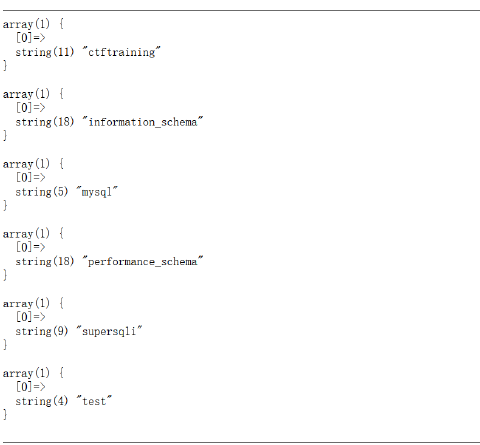 array(1) {
  [0]=>
  string(11) "ctftraining"
}
array(1) {
  [0]=>
  string(18) "information_schema"
}
array(1) {
  [0]=>
  string(5) "mysql"
}
array(1) {
  [0]=>
  string(18) "performance_schema"
}
array(1) {
  [0]=>
  string(9) "supersqli"
}
array(1) {
  [0]=>
  string(4) "test"
}